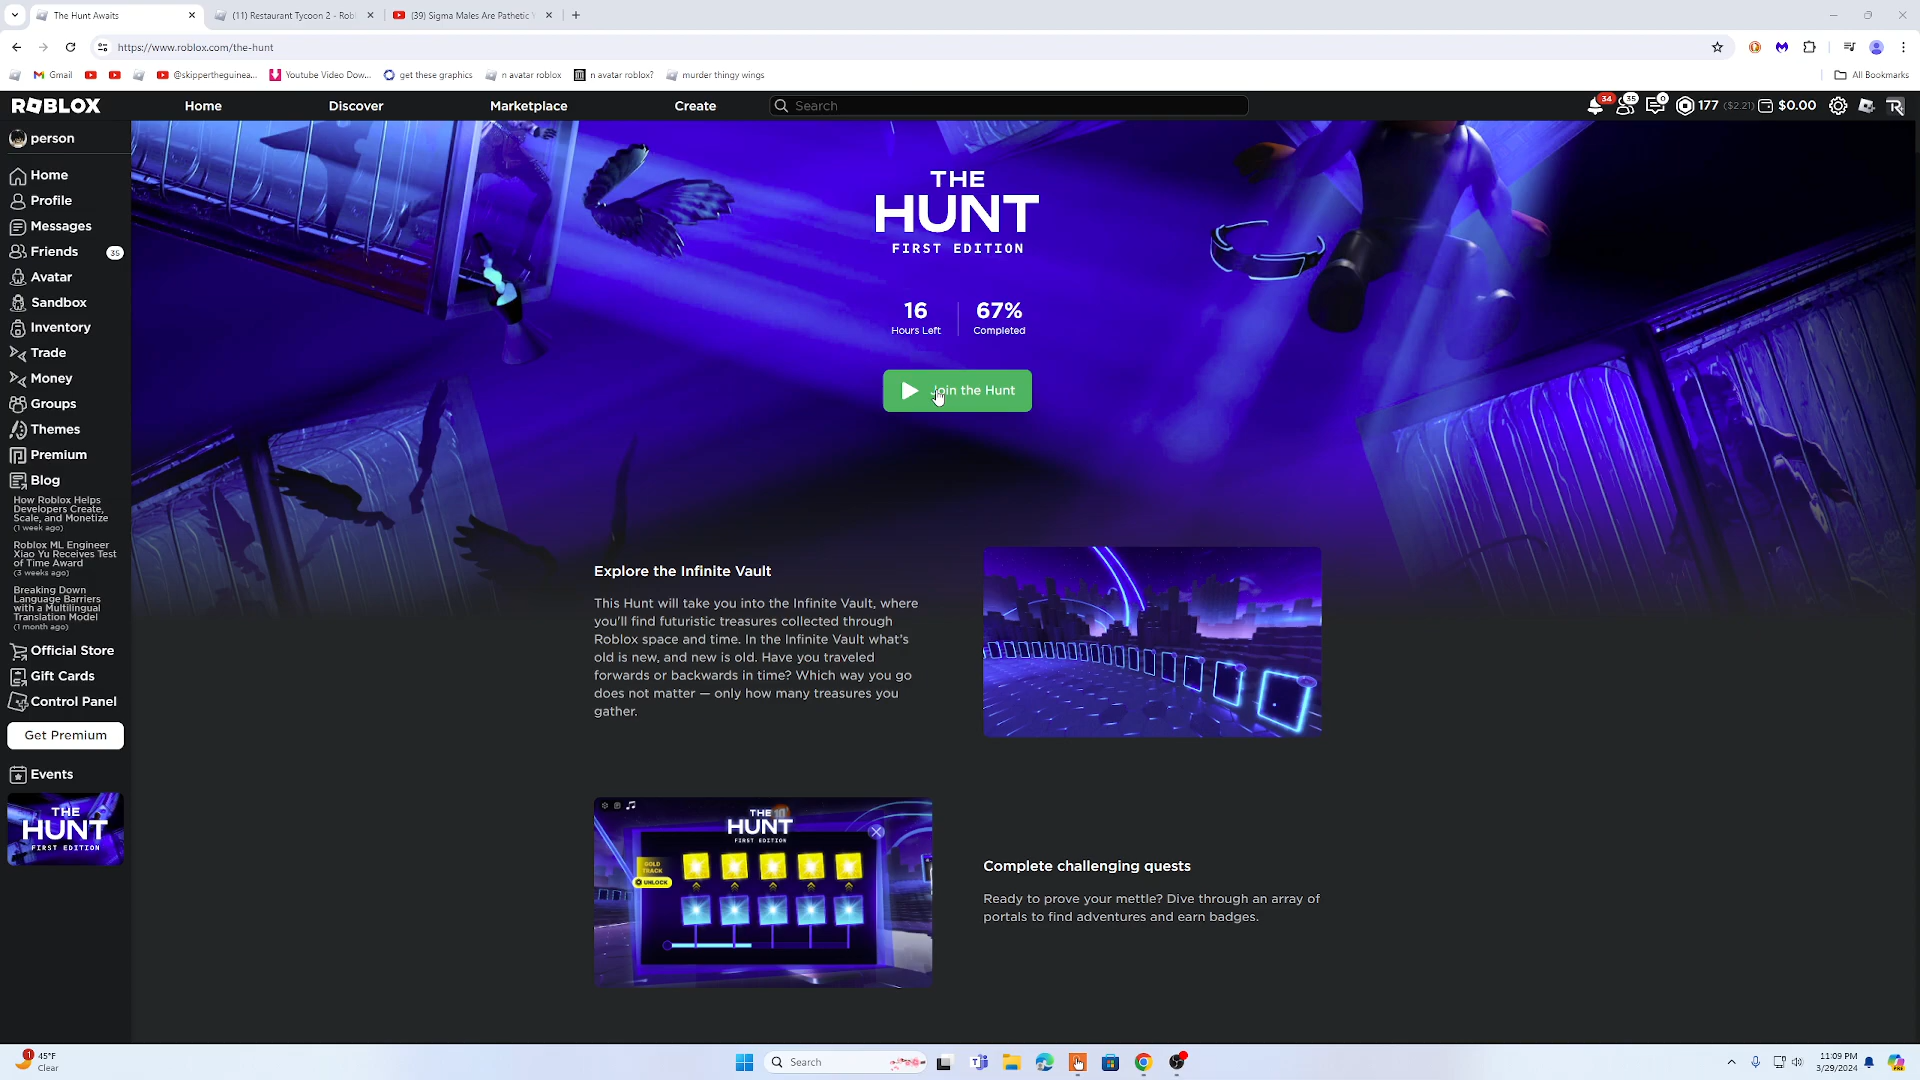 The Hunt Awaits
(11) Restaurant Tycoon 2 - Rob
(39) Sigma Males Are Pathetic
https://www.roblox.com/the-hunt
Gmail
@skippertheguinea...
Youtube Video Dow...
get these graphics
n avatar roblox
n avatar roblox?
murder thingy wings
All Bookmarks
ROBLOX
Home
Discover
Marketplace
Create
Search
34
35
0
177
($2.21)
$0.00
person
Home
Profile
Messages
Friends
35
Avatar
Sandbox
Inventory
Trade
Money
Groups
Themes
Premium
Blog
How Roblox Helps
Developers Create,
Scale, and Monetize
(1 week ago)
Roblox ML Engineer
Xiao Yu Receives Test
of Time Award
(3 weeks ago)
Breaking Down
Language Barriers
with a Multilingual
Translation Model
(1 month ago)
Official Store
Gift Cards
Control Panel
Get Premium
Events
THE
HUNT
FIRST EDITION
THE
HUNT
FIRST EDITION
16
Hours Left
67%
Completed
Join the Hunt
Explore the Infinite Vault
This Hunt will take you into the Infinite Vault, where
you'll find futuristic treasures collected through
Roblox space and time. In the Infinite Vault what's
old is new, and new is old. Have you traveled
forwards or backwards in time? Which way you go
does not matter — only how many treasures you
gather.
THE
HUNT
FIRST EDITION
GOLD
TRACK
UNLOCK
Complete challenging quests
Ready to prove your mettle? Dive through an array of
portals to find adventures and earn badges.
1
45°F
Clear
Search
11:09 PM
3/29/2024